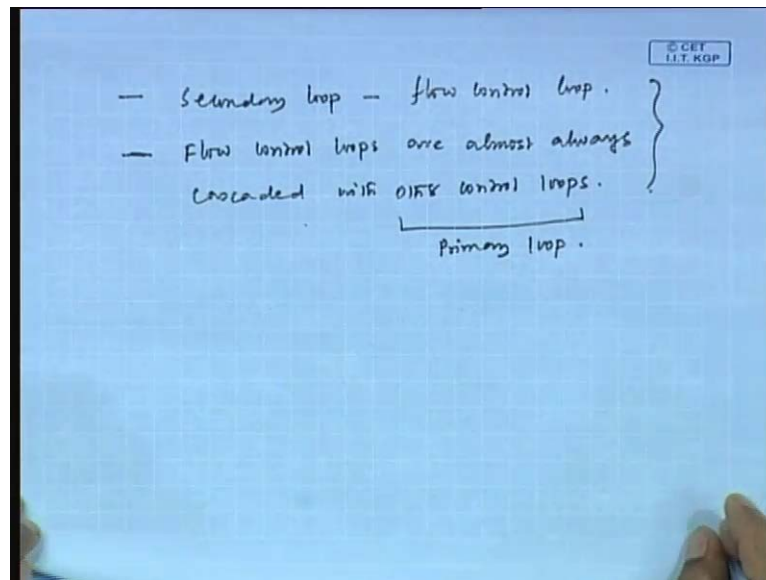 © CET
I.I.T. KGP
— Secondary loop – flow control loop.
— Flow control loops are almost always
cascaded with other control loops.
Primary loop.